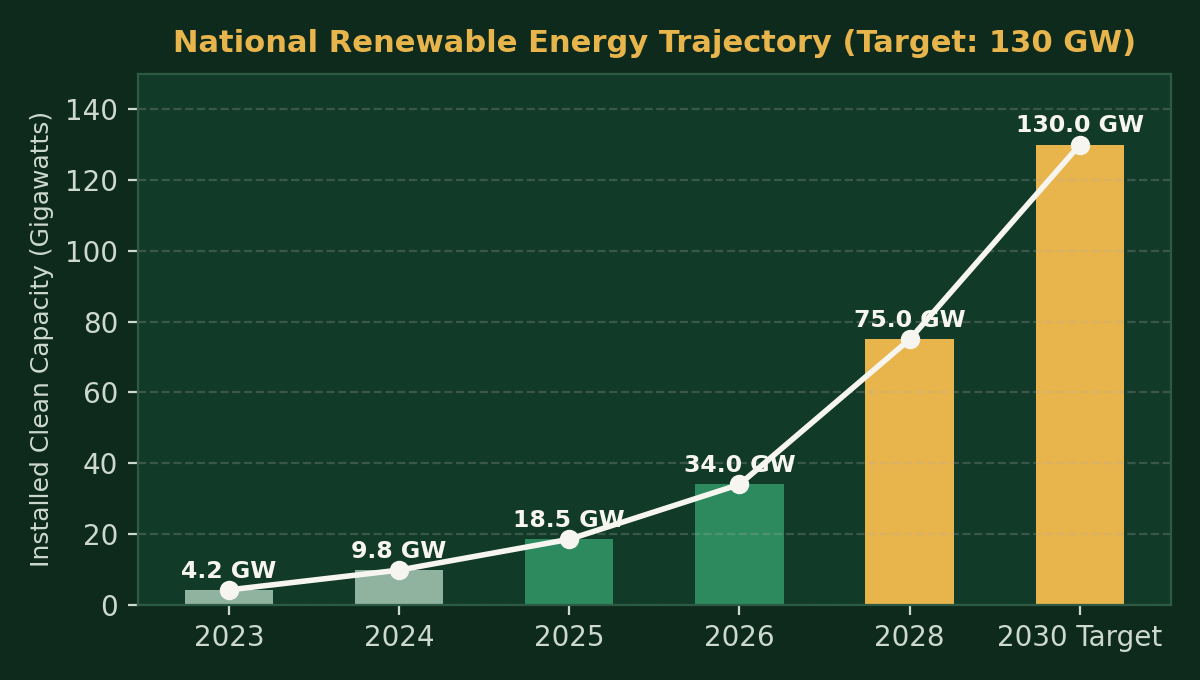 National Renewable Energy Trajectory (Target: 130 GW)
Installed Clean Capacity (Gigawatts)
140
120
100
80
60
40
20
0
4.2 GW
9.8 GW
18.5 GW
34.0 GW
75.0 GW
130.0 GW
2023
2024
2025
2026
2028
2030 Target